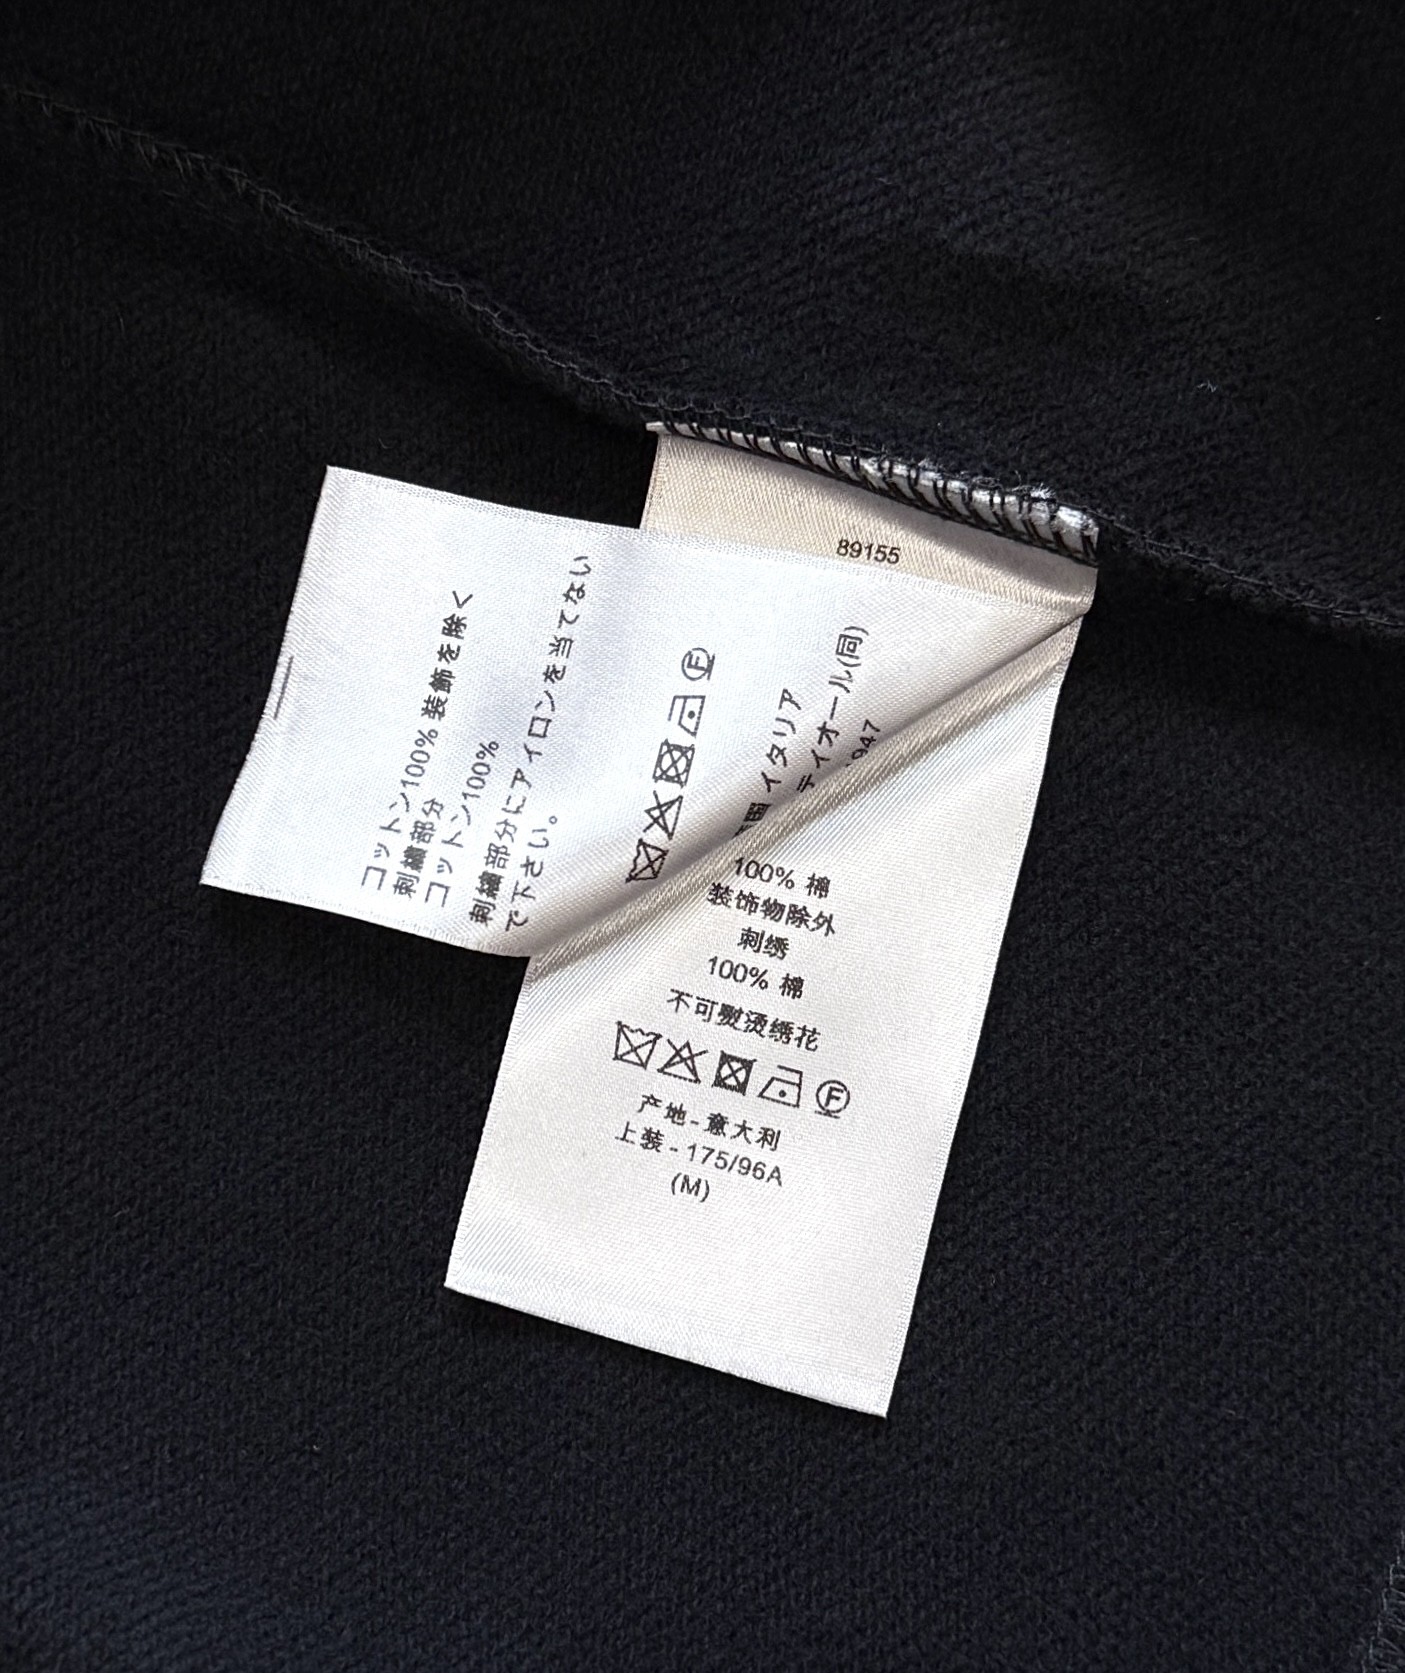 89155
コットン100% 装飾を除く
刺繍部分
コットン100%
刺繍部分にアイロンを当てない
で下さい。
F
イタリア
ディオール(同)
947
100% 棉
装饰物除外
刺绣
100% 棉
不可熨烫绣花
F
产地-意大利
上装-175/96A
(M)